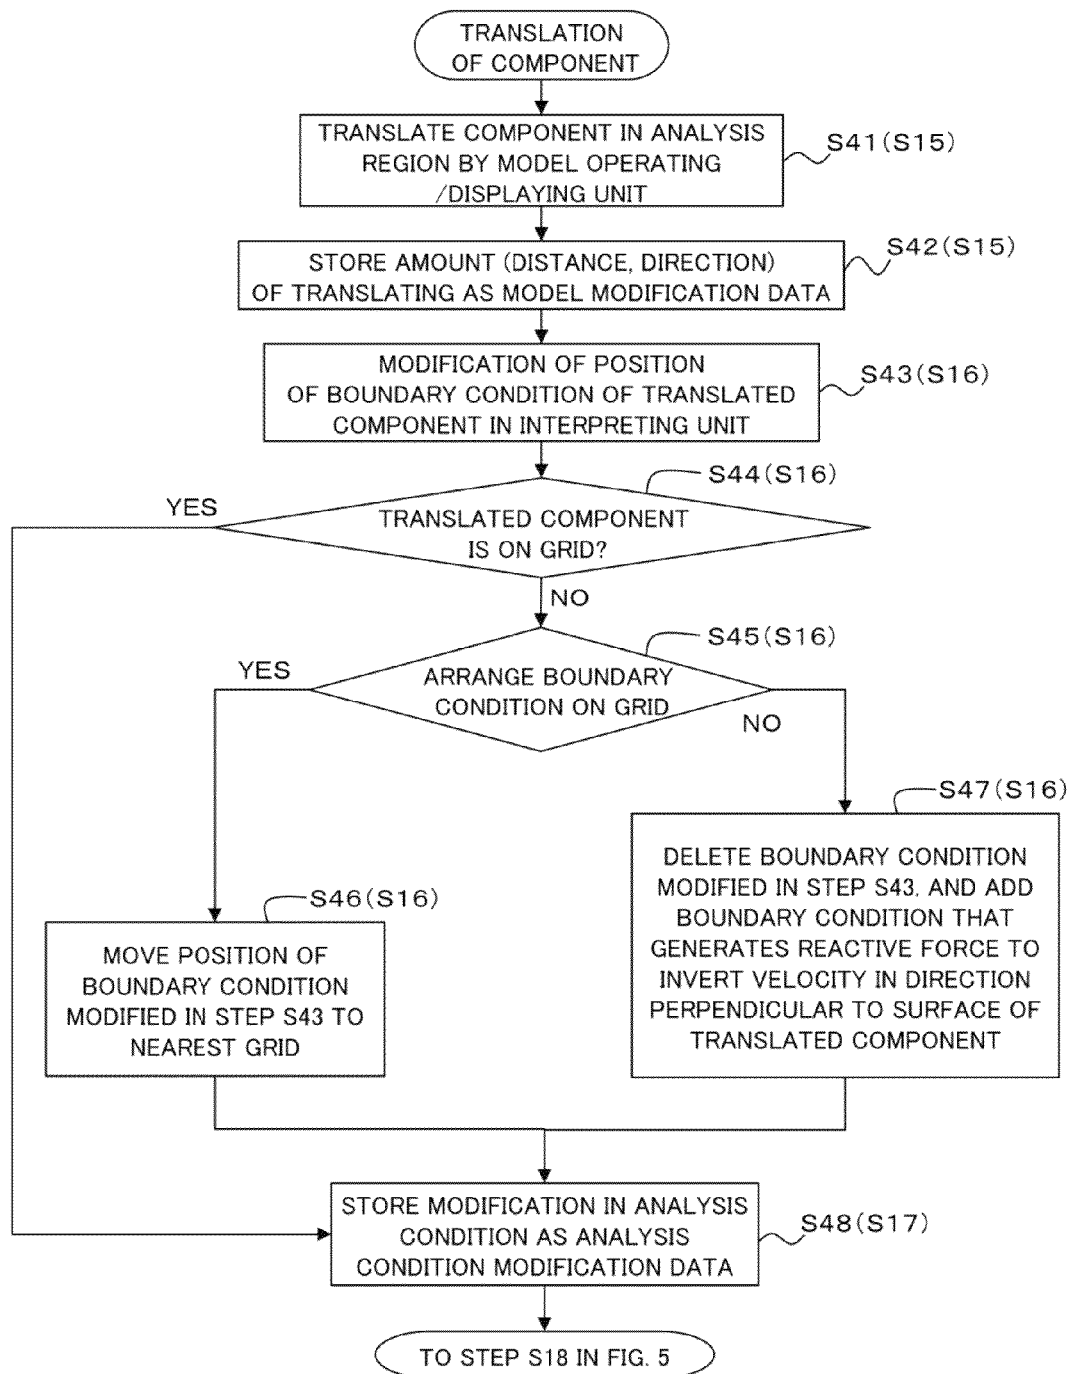 TRANSLATION
OF COMPONENT
TRANSLATE COMPONENT IN ANALYSIS
REGION BY MODEL OPERATING
/DISPLAYING UNIT
S41(S15)
STORE AMOUNT (DISTANCE, DIRECTION)
OF TRANSLATING AS MODEL MODIFICATION DATA
S42(S15)
MODIFICATION OF POSITION
OF BOUNDARY CONDITION OF TRANSLATED
COMPONENT IN INTERPRETING UNIT
S43(S16)
S44(S16)
YES
TRANSLATED COMPONENT
IS ON GRID?
NO
S45(S16)
YES
ARRANGE BOUNDARY
CONDITION ON GRID
NO
S46(S16)
MOVE POSITION OF
BOUNDARY CONDITION
MODIFIED IN STEP S43 TO
NEAREST GRID
S47(S16)
DELETE BOUNDARY CONDITION
MODIFIED IN STEP S43, AND ADD
BOUNDARY CONDITION THAT
GENERATES REACTIVE FORCE TO
INVERT VELOCITY IN DIRECTION
PERPENDICULAR TO SURFACE OF
TRANSLATED COMPONENT
STORE MODIFICATION IN ANALYSIS
CONDITION AS ANALYSIS
CONDITION MODIFICATION DATA
S48(S17)
TO STEP S18 IN FIG. 5